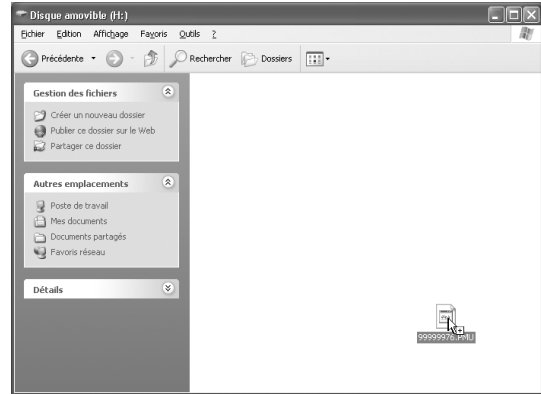 Disque amovible (H:)
Fichier Edition Affichage Favoris Outils ?
Précédente Rechercher Dossiers
Gestion des fichiers
Créer un nouveau dossier
Publier ce dossier sur le Web
Partager ce dossier
Autres emplacements
Poste de travail
Mes documents
Documents partagés
Favoris réseau
Détails
99999976.PMU